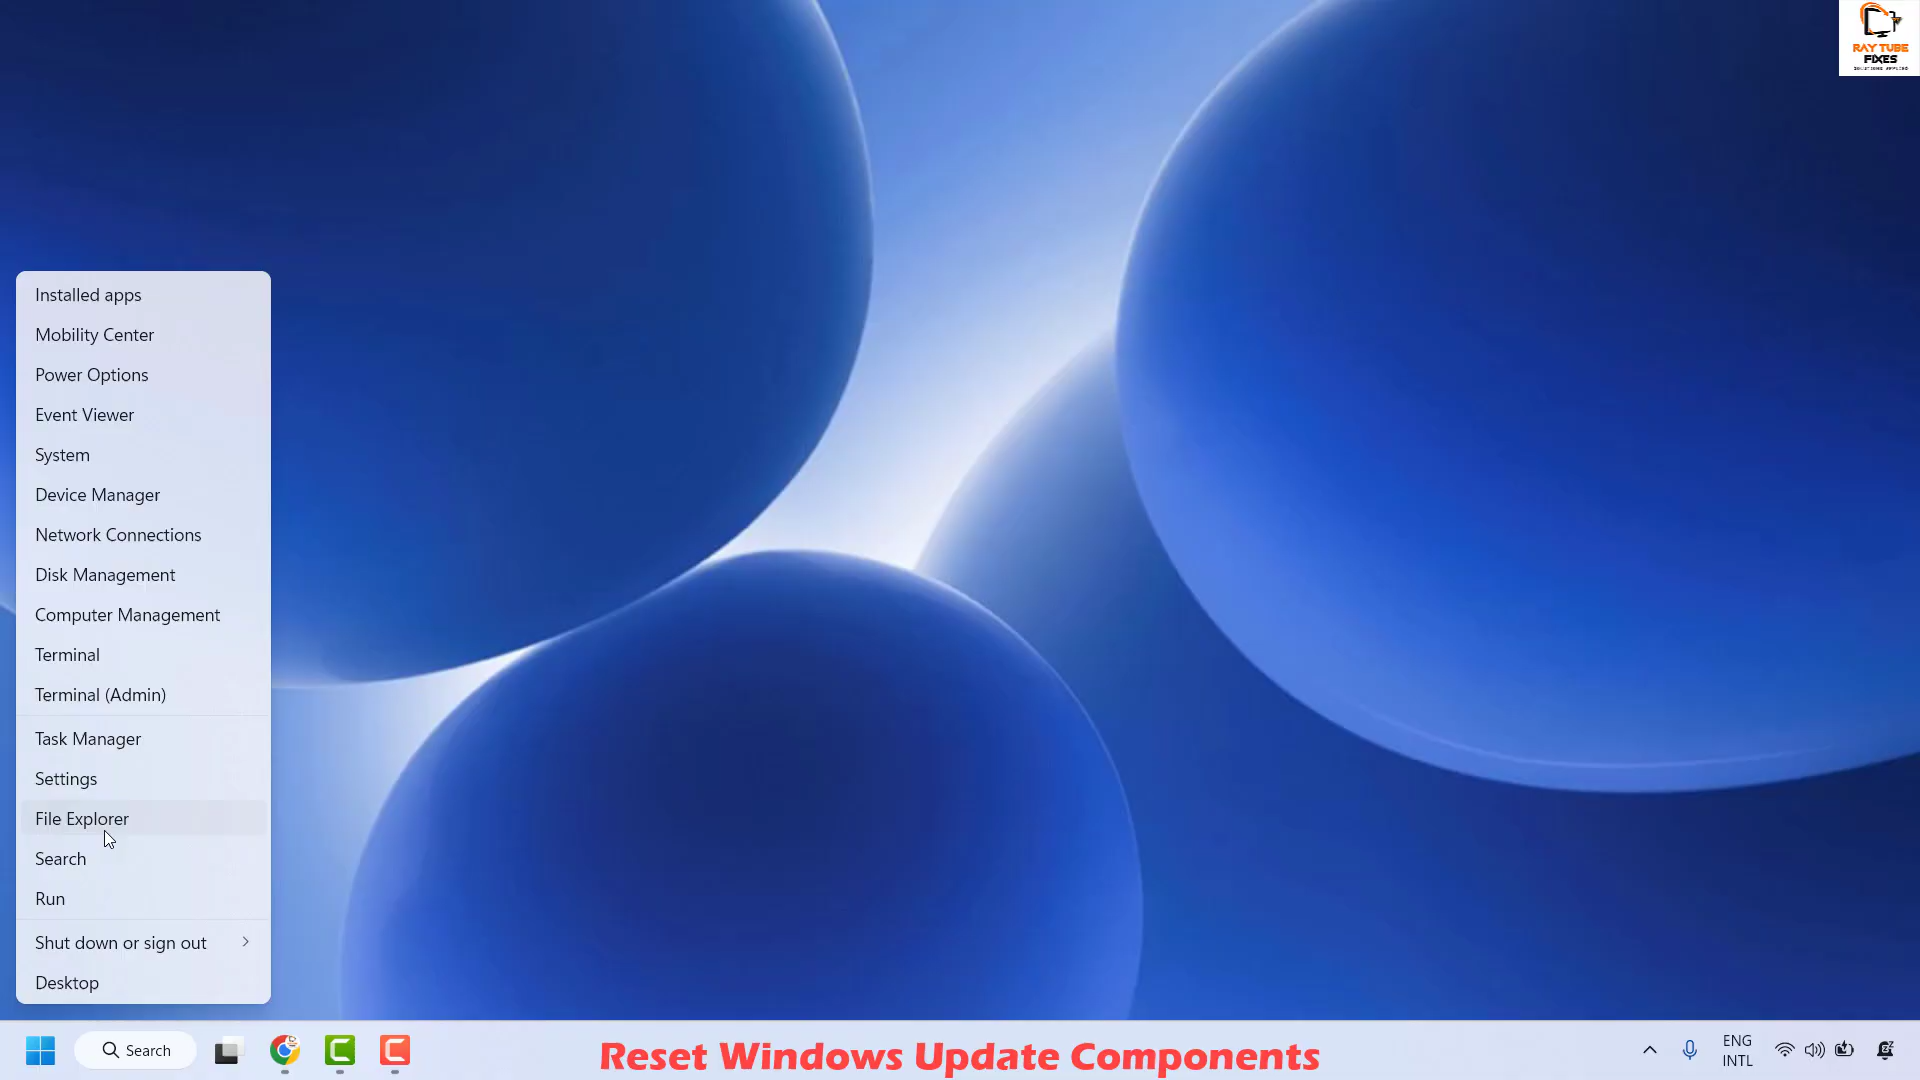 RAY TUBE
FIXES
Installed apps
Mobility Center
Power Options
Event Viewer
System
Device Manager
Network Connections
Disk Management
Computer Management
Terminal
Terminal (Admin)
Task Manager
Settings
File Explorer
Search
Run
Shut down or sign out
Desktop
Search
Reset Windows Update Components
ENG
INTL